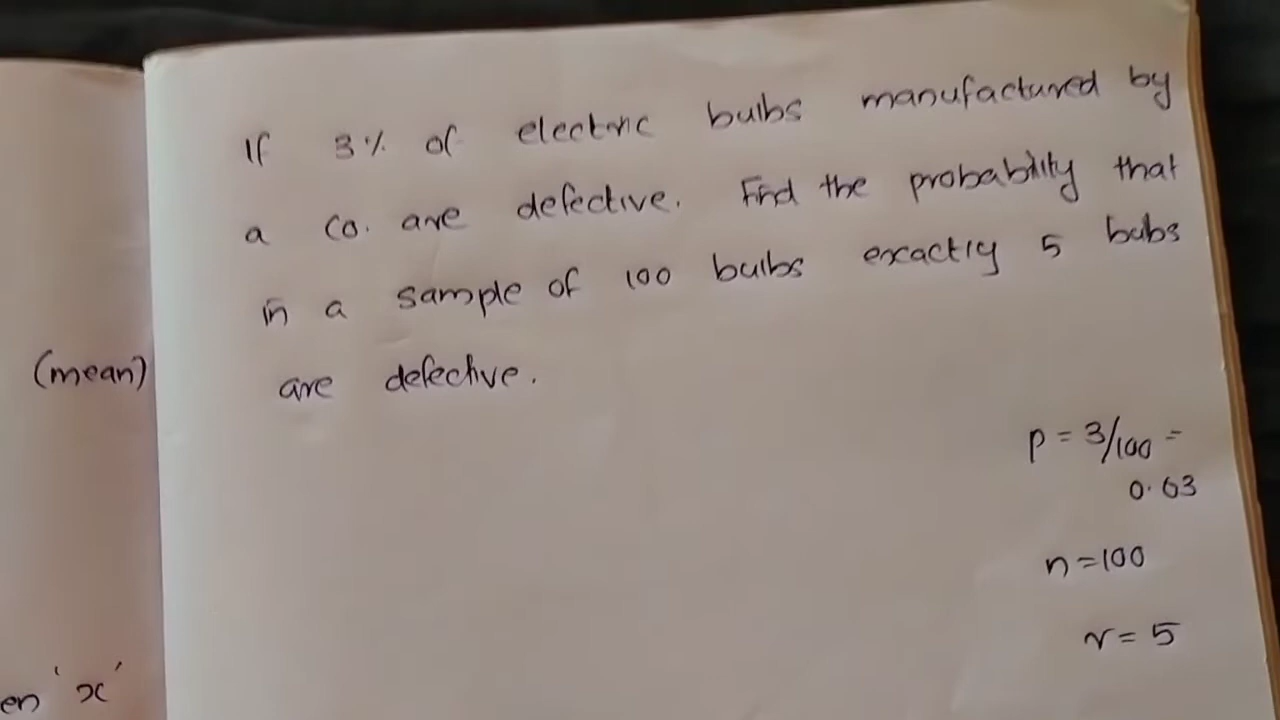 If 3% of electric bulbs manufactured by
a co. are defective. Find the probability that
in a sample of 100 bulbs exactly 5 bubs
are defective.
(mean)
p = 3/100 =
0.03
n = 100
r = 5
en 'x'